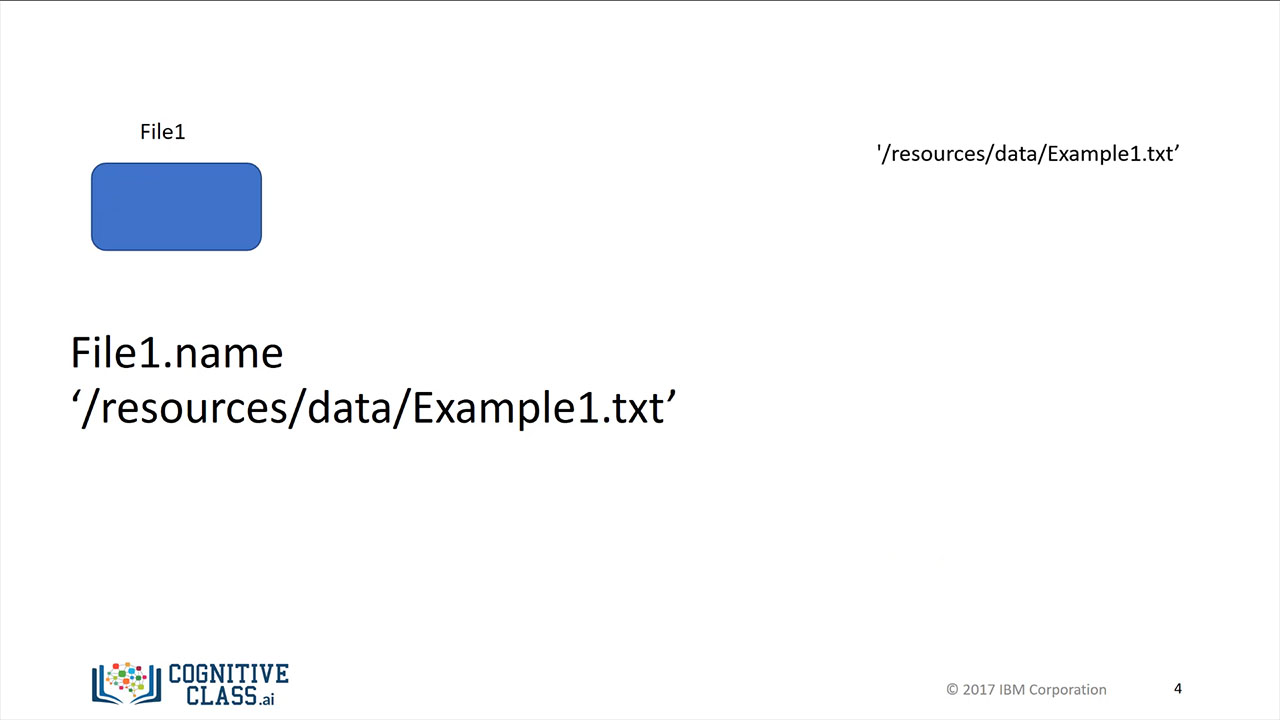 File1
'/resources/data/Example1.txt’
File1.name
‘/resources/data/Example1.txt’
COGNITIVE
CLASS.ai
© 2017 IBM Corporation
4